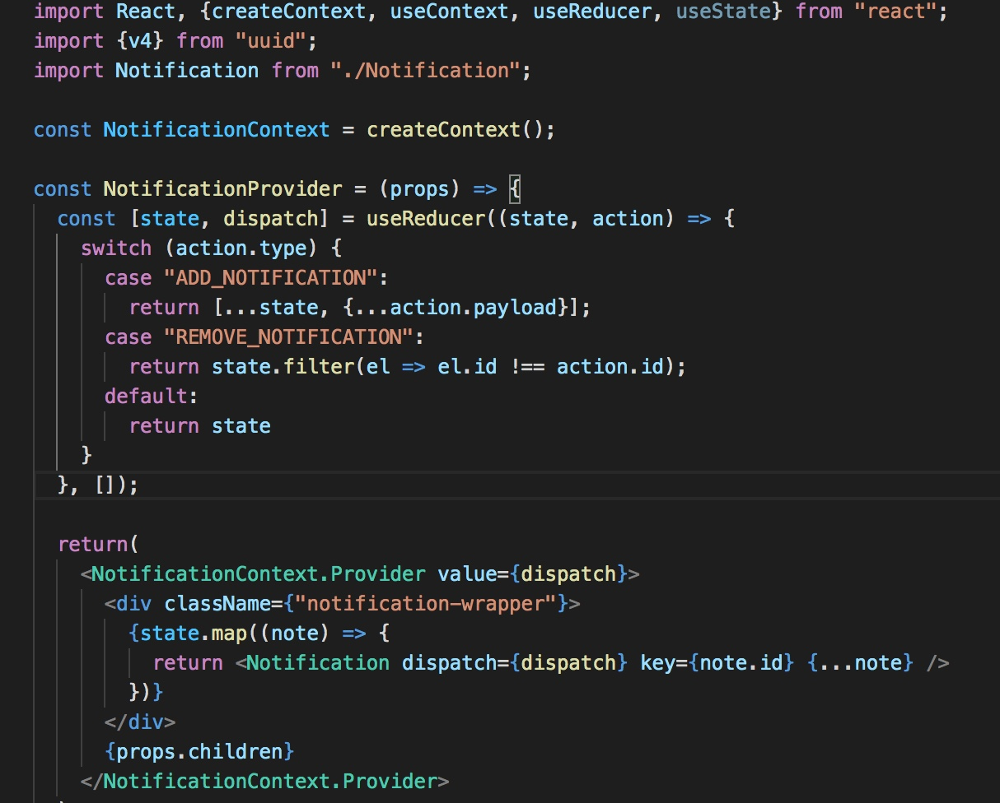 import React, {createContext, useContext, useReducer, useState} from "react";
import {v4} from "uuid";
import Notification from "./Notification";
const NotificationContext = createContext();
const NotificationProvider = (props) => {
const [state, dispatch] = useReducer((state, action) => {
switch (action.type) {
case "ADD_NOTIFICATION":
return [...state, {...action.payload}];
case "REMOVE_NOTIFICATION":
return state.filter(el => el.id !== action.id);
default:
return state
}
}, []);
return(
<NotificationContext.Provider value={dispatch}>
<div className={"notification-wrapper"}>
{state.map((note) => {
return <Notification dispatch={dispatch} key={note.id} {...note} />
})}
</div>
{props.children}
</NotificationContext.Provider>